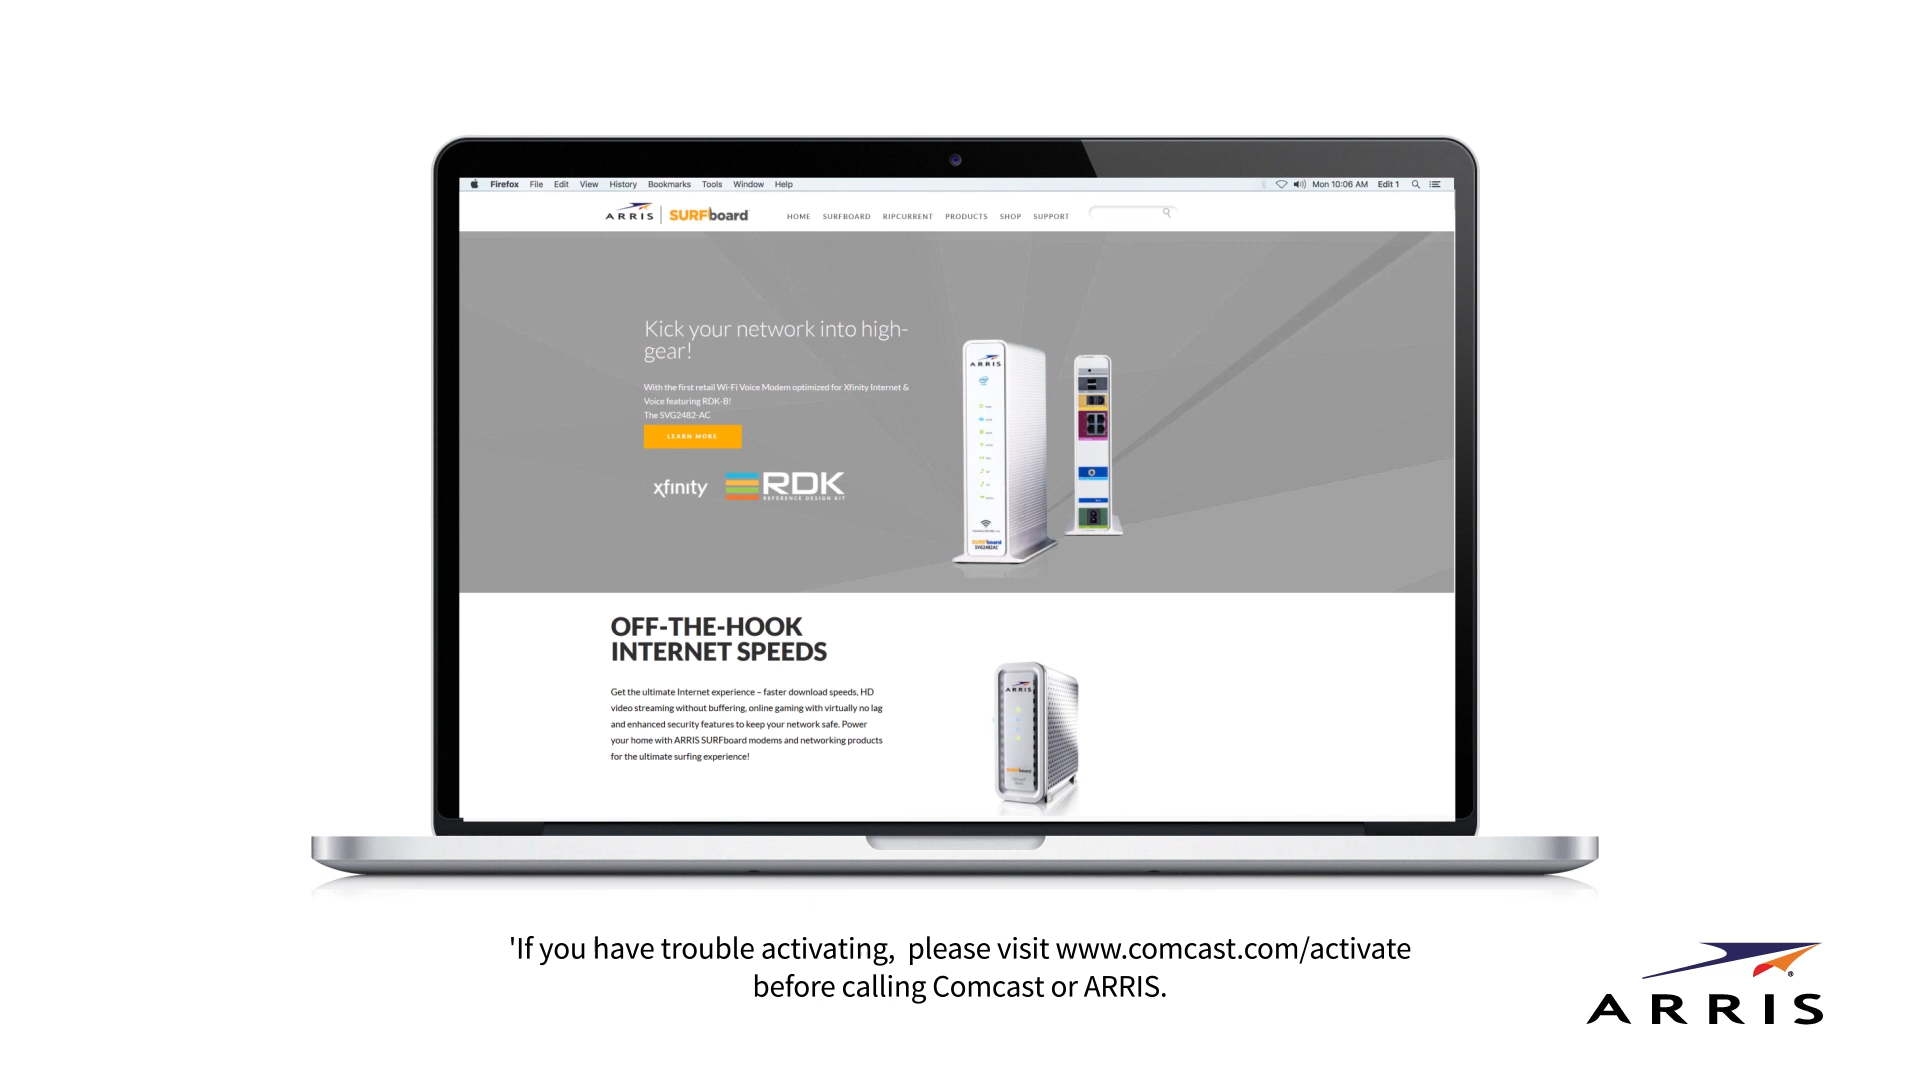 Firefox File Edit View History Bookmarks Tools Window Help Mon 10:06 AM Edit 1
ARRIS SURFboard HOME SURFBOARD RIPCURRENT PRODUCTS SHOP SUPPORT
Kick your network into high-
gear!
With the first retail Wi-Fi Voice Modem optimized for Xfinity Internet &
Voice featuring RDK-B!
The SVG2482-AC
LEARN MORE
xfinity RDK
REFERENCE DESIGN KIT
ARRIS
SURFboard
SVG2482AC
OFF-THE-HOOK
INTERNET SPEEDS
Get the ultimate Internet experience – faster download speeds, HD
video streaming without buffering, online gaming with virtually no lag
and enhanced security features to keep your network safe. Power
your home with ARRIS SURFboard modems and networking products
for the ultimate surfing experience!
ARRIS
SURFboard
'If you have trouble activating,  please visit www.comcast.com/activate
before calling Comcast or ARRIS.
ARRIS